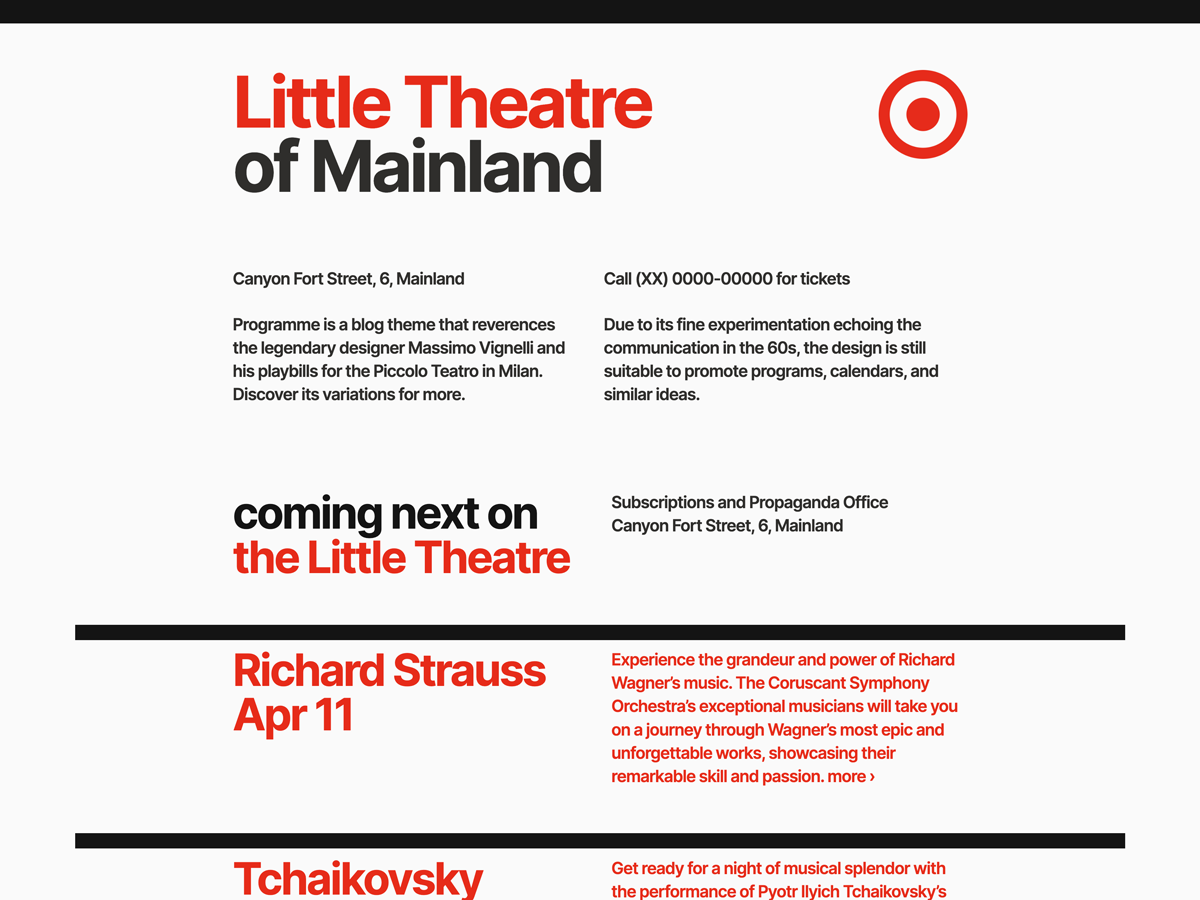 Little Theatre
of Mainland
Canyon Fort Street, 6, Mainland
Programme is a blog theme that reverences
the legendary designer Massimo Vignelli and
his playbills for the Piccolo Teatro in Milan.
Discover its variations for more.
Call (XX) 0000-00000 for tickets
Due to its fine experimentation echoing the
communication in the 60s, the design is still
suitable to promote programs, calendars, and
similar ideas.
coming next on
the Little Theatre
Subscriptions and Propaganda Office
Canyon Fort Street, 6, Mainland
Richard Strauss
Apr 11
Experience the grandeur and power of Richard
Wagner’s music. The Coruscant Symphony
Orchestra’s exceptional musicians will take you
on a journey through Wagner’s most epic and
unforgettable works, showcasing their
remarkable skill and passion. more ›
Tchaikovsky
Get ready for a night of musical splendor with
the performance of Pyotr Ilyich Tchaikovsky’s